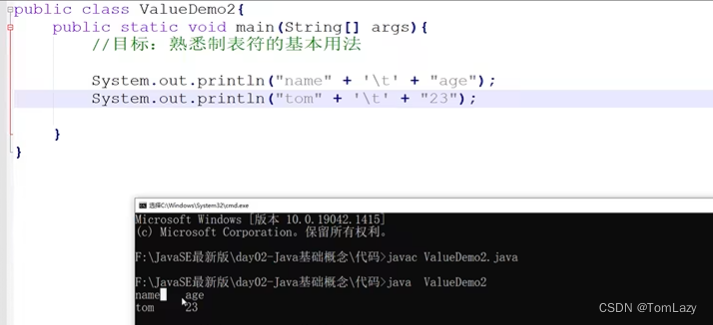 public class ValueDemo2{
public static void main(String[] args){
//目标：熟悉制表符的基本用法
System.out.println("name" + '\t' + "age");
System.out.println("tom" + '\t' + "23");
}
}
选择C:\Windows\System32\cmd.exe
Microsoft Windows [版本 10.0.19042.1415]
(c) Microsoft Corporation。保留所有权利。
F:\JavaSE最新版\day02-Java基础概念\代码>javac ValueDemo2.java
F:\JavaSE最新版\day02-Java基础概念\代码>java  ValueDemo2
name age
tom 23
CSDN @TomLazy